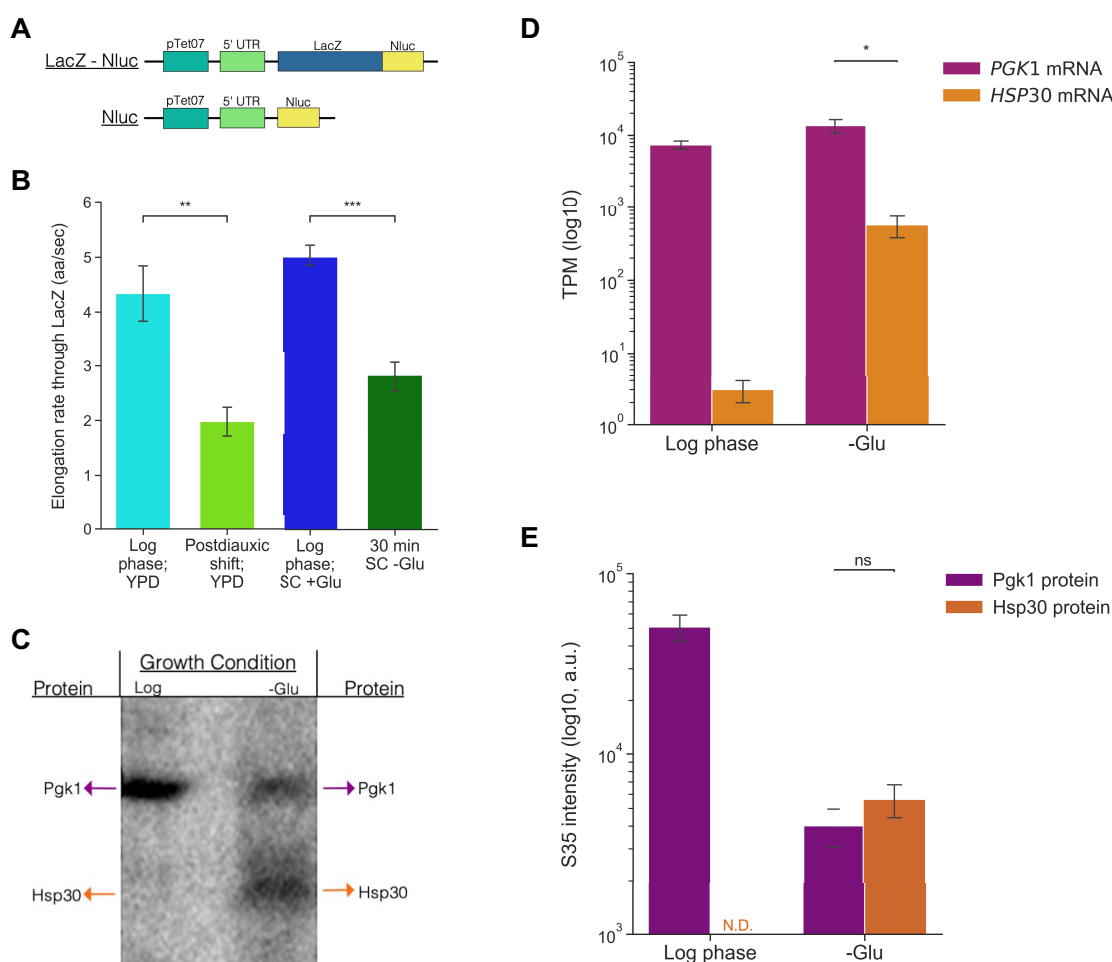 A
pTet07 5' UTR LacZ Nluc
LacZ - Nluc
pTet07 5' UTR Nluc
Nluc
B
Elongation rate through LacZ (aa/sec)
6
5
4
3
2
1
0
**
***
Log phase; YPD
Postdiauxic shift; YPD
Log phase; SC +Glu
30 min SC -Glu
C
Growth Condition
Protein Log -Glu Protein
Pgk1 Pgk1
Hsp30 Hsp30
D
TPM (log10)
10^5
10^4
10^3
10^2
10^1
10^0
*
PGK1 mRNA
HSP30 mRNA
Log phase -Glu
E
S35 intensity (log10, a.u.)
10^5
10^4
10^3
ns
Pgk1 protein
Hsp30 protein
N.D.
Log phase -Glu